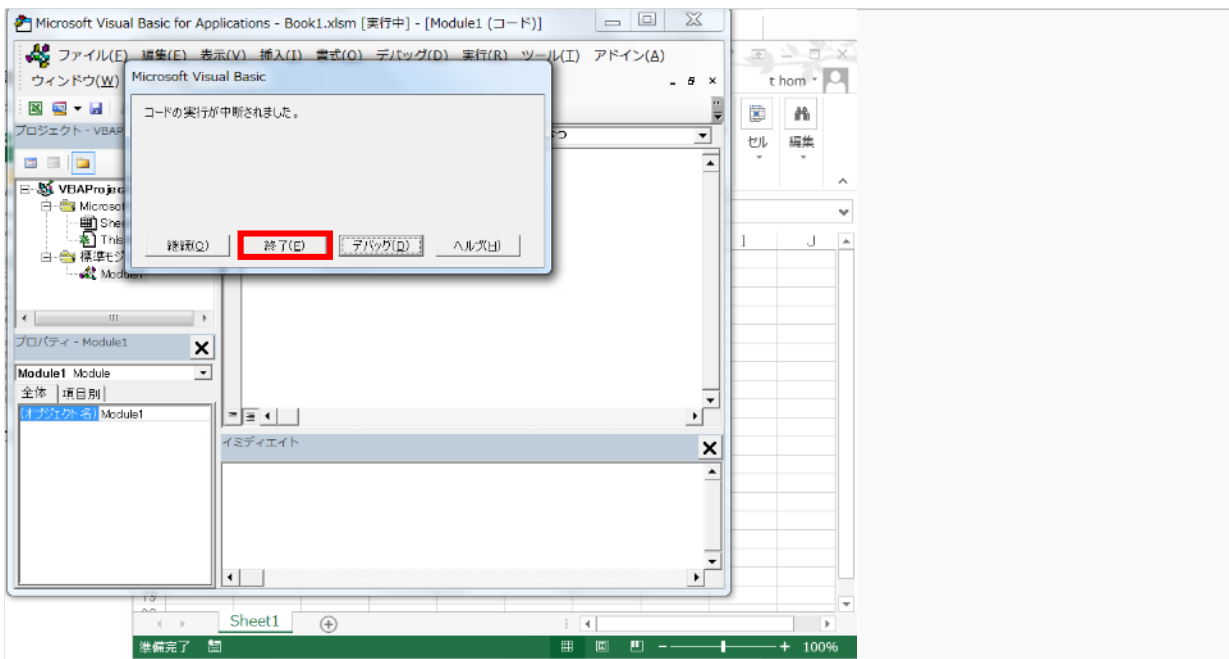 Microsoft Visual Basic for Applications - Book1.xlsm [実行中] - [Module1 (コード)]
ファイル(F) 編集(E) 表示(V) 挿入(I) 書式(O) デバッグ(D) 実行(R) ツール(T) アドイン(A)
ウィンドウ(W)
t hom
Microsoft Visual Basic
コードの実行が中断されました。
継続(C) 終了(E) デバッグ(D) ヘルプ(H)
セル 編集
プロジェクト - VBAP
VBAProjec
Microsof
Shee
This
標準モジ
Module1
I J
プロパティ - Module1
Module1 Module
全体 項目別
(オブジェクト名) Module1
イミディエイト
Sheet1
準備完了 100%